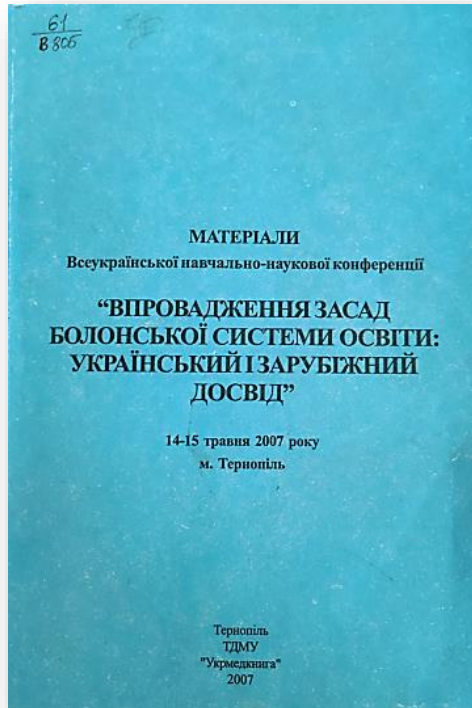 61
В 80б
МАТЕРІАЛИ
Всеукраїнської навчально-наукової конференції
“ВПРОВАДЖЕННЯ ЗАСАД
БОЛОНСЬКОЇ СИСТЕМИ ОСВІТИ:
УКРАЇНСЬКИЙ І ЗАРУБІЖНИЙ
ДОСВІД”
14-15 травня 2007 року
м. Тернопіль
Тернопіль
ТДМУ
"Укрмедкнига"
2007